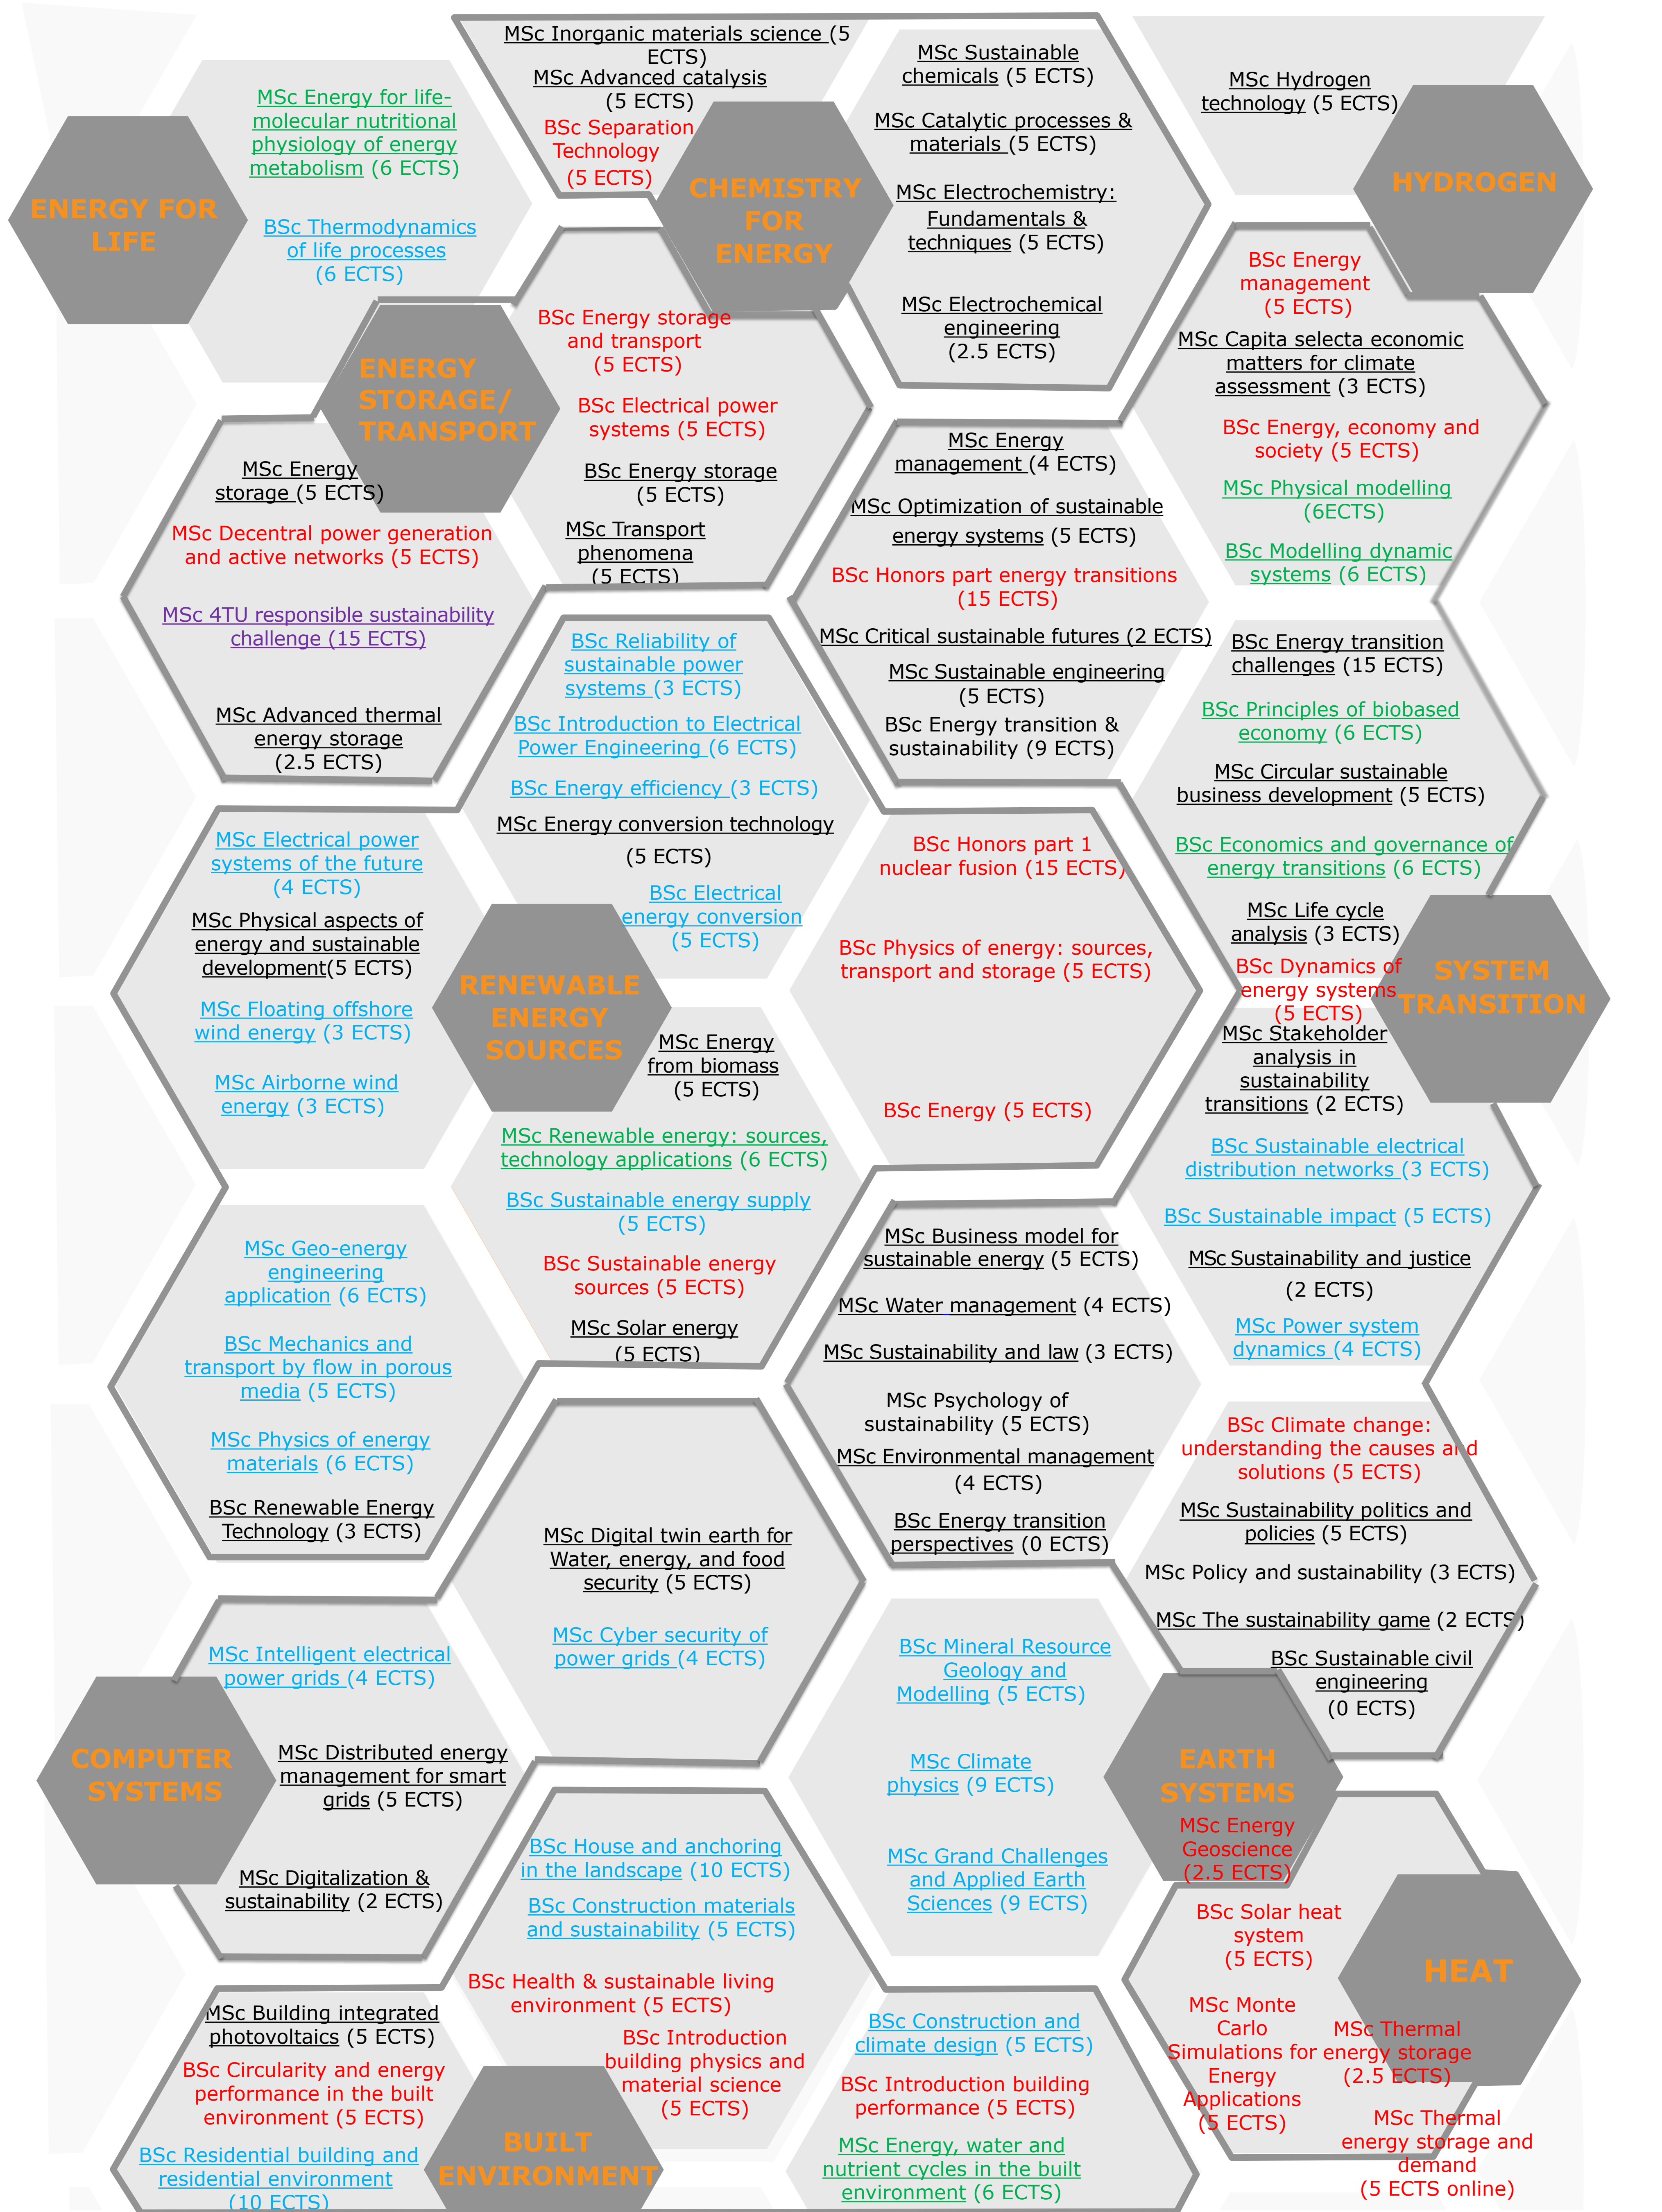 MSc Inorganic materials science (5
ECTS)
MSc Advanced catalysis
(5 ECTS)
BSc Separation
Technology
(5 ECTS)
MSc Sustainable
chemicals (5 ECTS)
MSc Catalytic processes &
materials (5 ECTS)
MSc Electrochemistry:
Fundamentals &
techniques (5 ECTS)
MSc Electrochemical
engineering
(2.5 ECTS)
CHEMISTRY
FOR
ENERGY
MSc Hydrogen
technology (5 ECTS)
HYDROGEN
MSc Energy for life-
molecular nutritional
physiology of energy
metabolism (6 ECTS)
BSc Thermodynamics
of life processes
(6 ECTS)
ENERGY FOR
LIFE
ENERGY
STORAGE/
TRANSPORT
BSc Energy storage
and transport
(5 ECTS)
BSc Electrical power
systems (5 ECTS)
BSc Energy storage
(5 ECTS)
MSc Transport
phenomena
(5 ECTS)
MSc Energy
storage (5 ECTS)
MSc Decentral power generation
and active networks (5 ECTS)
MSc 4TU responsible sustainability
challenge (15 ECTS)
MSc Advanced thermal
energy storage
(2.5 ECTS)
BSc Energy
management
(5 ECTS)
MSc Capita selecta economic
matters for climate
assessment (3 ECTS)
BSc Energy, economy and
society (5 ECTS)
MSc Physical modelling
(6ECTS)
BSc Modelling dynamic
systems (6 ECTS)
MSc Energy
management (4 ECTS)
MSc Optimization of sustainable
energy systems (5 ECTS)
BSc Honors part energy transitions
(15 ECTS)
MSc Critical sustainable futures (2 ECTS)
MSc Sustainable engineering
(5 ECTS)
BSc Energy transition &
sustainability (9 ECTS)
BSc Energy transition
challenges (15 ECTS)
BSc Principles of biobased
economy (6 ECTS)
MSc Circular sustainable
business development (5 ECTS)
BSc Economics and governance of
energy transitions (6 ECTS)
MSc Life cycle
analysis (3 ECTS)
BSc Dynamics of
energy systems
(5 ECTS)
SYSTEM
TRANSITION
MSc Stakeholder
analysis in
sustainability
transitions (2 ECTS)
BSc Sustainable electrical
distribution networks (3 ECTS)
BSc Sustainable impact (5 ECTS)
MSc Sustainability and justice
(2 ECTS)
MSc Power system
dynamics (4 ECTS)
BSc Reliability of
sustainable power
systems (3 ECTS)
BSc Introduction to Electrical
Power Engineering (6 ECTS)
BSc Energy efficiency (3 ECTS)
MSc Energy conversion technology
(5 ECTS)
BSc Electrical
energy conversion
(5 ECTS)
MSc Electrical power
systems of the future
(4 ECTS)
MSc Physical aspects of
energy and sustainable
development(5 ECTS)
MSc Floating offshore
wind energy (3 ECTS)
MSc Airborne wind
energy (3 ECTS)
RENEWABLE
ENERGY
SOURCES
BSc Honors part 1
nuclear fusion (15 ECTS)
BSc Physics of energy: sources,
transport and storage (5 ECTS)
BSc Energy (5 ECTS)
MSc Energy
from biomass
(5 ECTS)
MSc Renewable energy: sources,
technology applications (6 ECTS)
BSc Sustainable energy supply
(5 ECTS)
BSc Sustainable energy
sources (5 ECTS)
MSc Solar energy
(5 ECTS)
MSc Geo-energy
engineering
application (6 ECTS)
BSc Mechanics and
transport by flow in porous
media (5 ECTS)
MSc Physics of energy
materials (6 ECTS)
BSc Renewable Energy
Technology (3 ECTS)
MSc Business model for
sustainable energy (5 ECTS)
MSc Water management (4 ECTS)
MSc Sustainability and law (3 ECTS)
MSc Psychology of
sustainability (5 ECTS)
MSc Environmental management
(4 ECTS)
BSc Energy transition
perspectives (0 ECTS)
BSc Climate change:
understanding the causes and
solutions (5 ECTS)
MSc Sustainability politics and
policies (5 ECTS)
MSc Policy and sustainability (3 ECTS)
MSc The sustainability game (2 ECTS)
BSc Sustainable civil
engineering
(0 ECTS)
MSc Digital twin earth for
Water, energy, and food
security (5 ECTS)
MSc Cyber security of
power grids (4 ECTS)
MSc Intelligent electrical
power grids (4 ECTS)
MSc Distributed energy
management for smart
grids (5 ECTS)
MSc Digitalization &
sustainability (2 ECTS)
COMPUTER
SYSTEMS
BSc Mineral Resource
Geology and
Modelling (5 ECTS)
MSc Climate
physics (9 ECTS)
MSc Grand Challenges
and Applied Earth
Sciences (9 ECTS)
EARTH
SYSTEMS
MSc Energy
Geoscience
(2.5 ECTS)
BSc Solar heat
system
(5 ECTS)
HEAT
MSc Monte
Carlo
Simulations for
Energy
Applications
(5 ECTS)
MSc Thermal
energy storage
(2.5 ECTS)
MSc Thermal
energy storage and
demand
(5 ECTS online)
BSc House and anchoring
in the landscape (10 ECTS)
BSc Construction materials
and sustainability (5 ECTS)
BSc Health & sustainable living
environment (5 ECTS)
BSc Introduction
building physics and
material science
(5 ECTS)
MSc Building integrated
photovoltaics (5 ECTS)
BSc Circularity and energy
performance in the built
environment (5 ECTS)
BSc Residential building and
residential environment
(10 ECTS)
BUILT
ENVIRONMENT
BSc Construction and
climate design (5 ECTS)
BSc Introduction building
performance (5 ECTS)
MSc Energy, water and
nutrient cycles in the built
environment (6 ECTS)